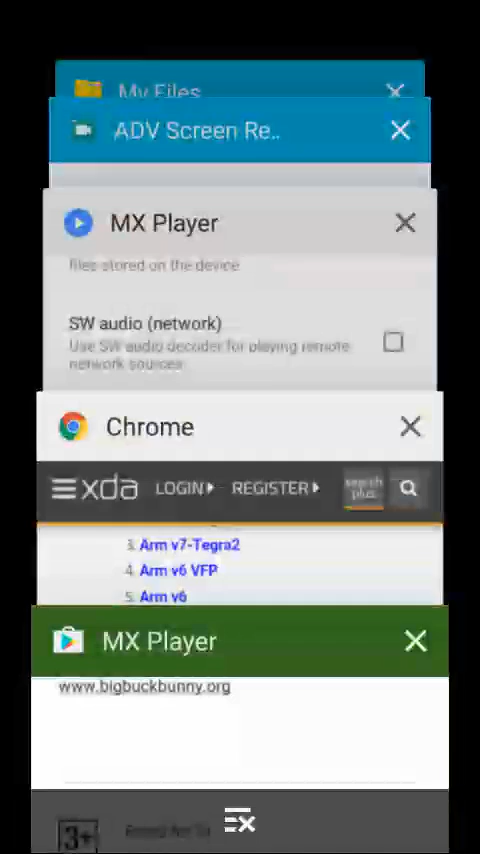 My Files
ADV Screen Re..
MX Player
files stored on the device
SW audio (network)
Use SW audio decoder for playing remote
network sources.
Chrome
xda LOGIN REGISTER search plus
3. Arm v7-Tegra2
4. Arm v6 VFP
5. Arm v6
MX Player
www.bigbuckbunny.org
3+